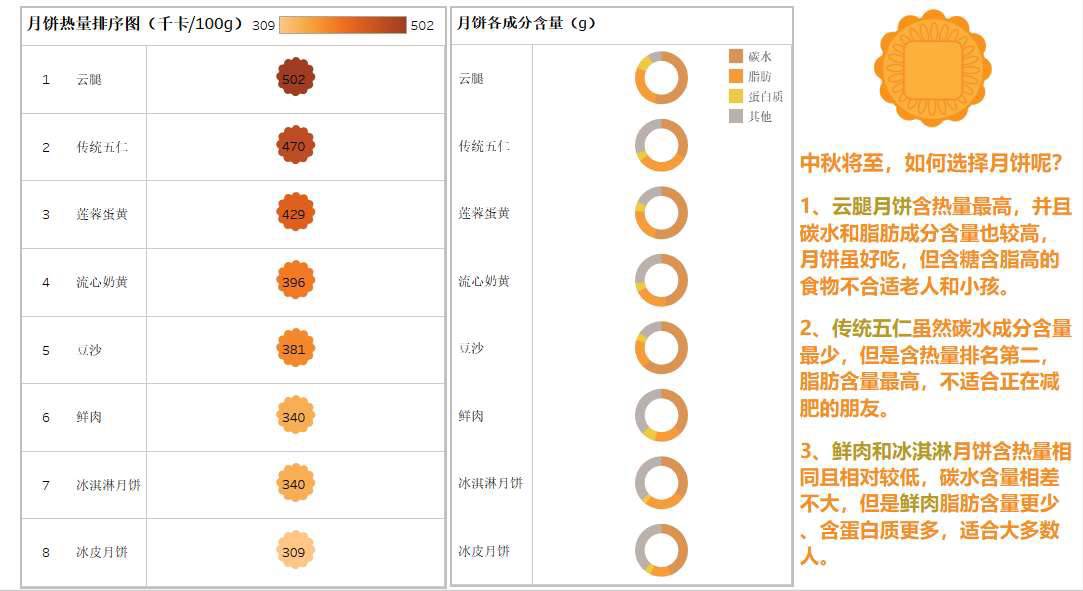 月饼热量排序图（千卡/100g） 309 502
1 云腿 502
2 传统五仁 470
3 莲蓉蛋黄 429
4 流心奶黄 396
5 豆沙 381
6 鲜肉 340
7 冰淇淋月饼 340
8 冰皮月饼 309
月饼各成分含量（g）
碳水
脂肪
蛋白质
其他
云腿
传统五仁
莲蓉蛋黄
流心奶黄
豆沙
鲜肉
冰淇淋月饼
冰皮月饼
中秋将至，如何选择月饼呢？
1、云腿月饼含热量最高，并且
碳水和脂肪成分含量也较高，
月饼虽好吃，但含糖含脂高的
食物不合适老人和小孩。
2、传统五仁虽然碳水成分含量
最少，但是含热量排名第二，
脂肪含量最高，不适合正在减
肥的朋友。
3、鲜肉和冰淇淋月饼含热量相
同且相对较低，碳水含量相差
不大，但是鲜肉脂肪含量更少
、含蛋白质更多，适合大多数
人。